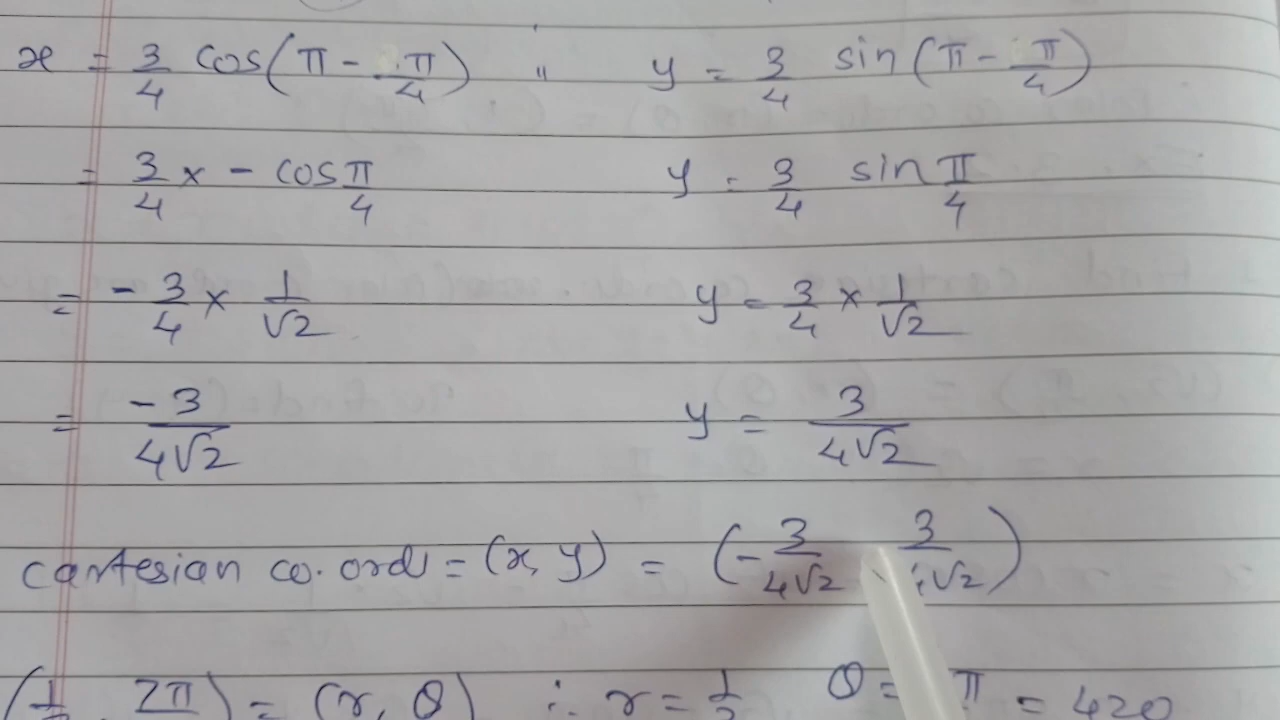 x = 3/4 cos(π - π/4) " y = 3/4 sin(π - π/4)
= 3/4 x - cos π/4 y = 3/4 sin π/4
= - 3/4 x 1/√2 y = 3/4 x 1/√2
= -3/4√2 y = 3/4√2
cartesian co.ord = (x, y) = (-3/4√2 3/4√2)
2π) = (r, θ) ∴ r = θ = π = 420